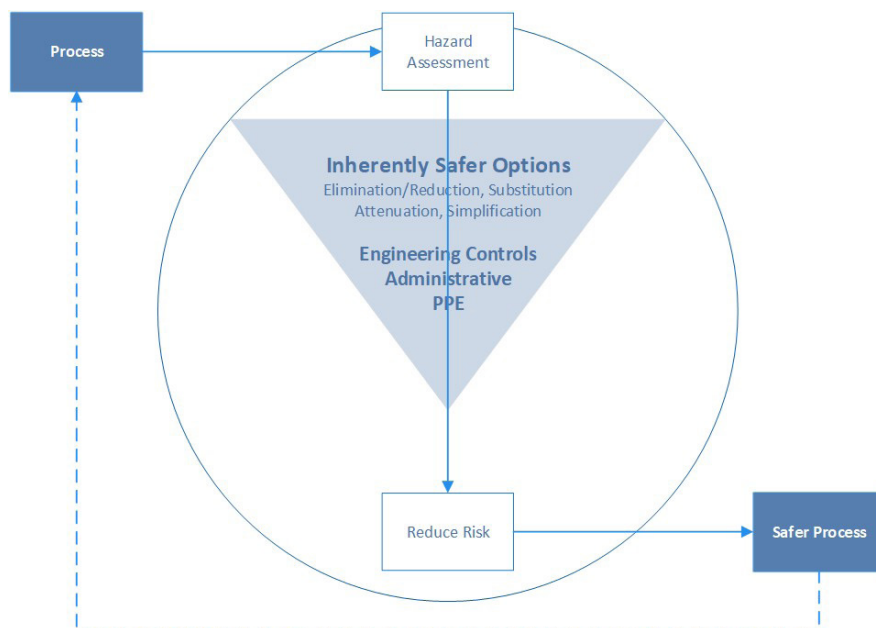 Process
Hazard
Assessment
Inherently Safer Options
Elimination/Reduction, Substitution
Attenuation, Simplification
Engineering Controls
Administrative
PPE
Reduce Risk
Safer Process